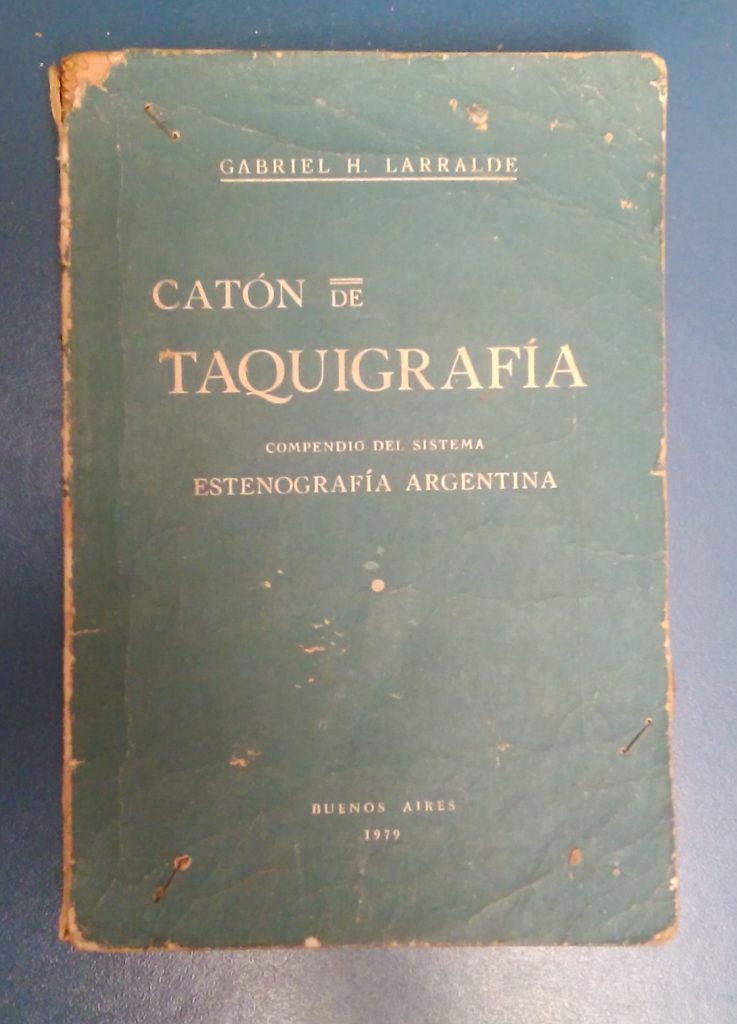 GABRIEL H. LARRALDE
CATÓN DE
TAQUIGRAFÍA
COMPENDIO DEL SISTEMA
ESTENOGRAFÍA ARGENTINA
BUENOS AIRES
1979